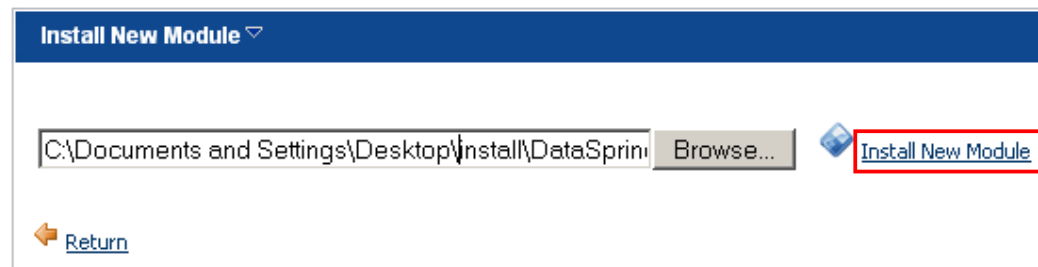 Install New Module
C:\Documents and Settings\Desktop\install\DataSprin Browse... Install New Module
Return